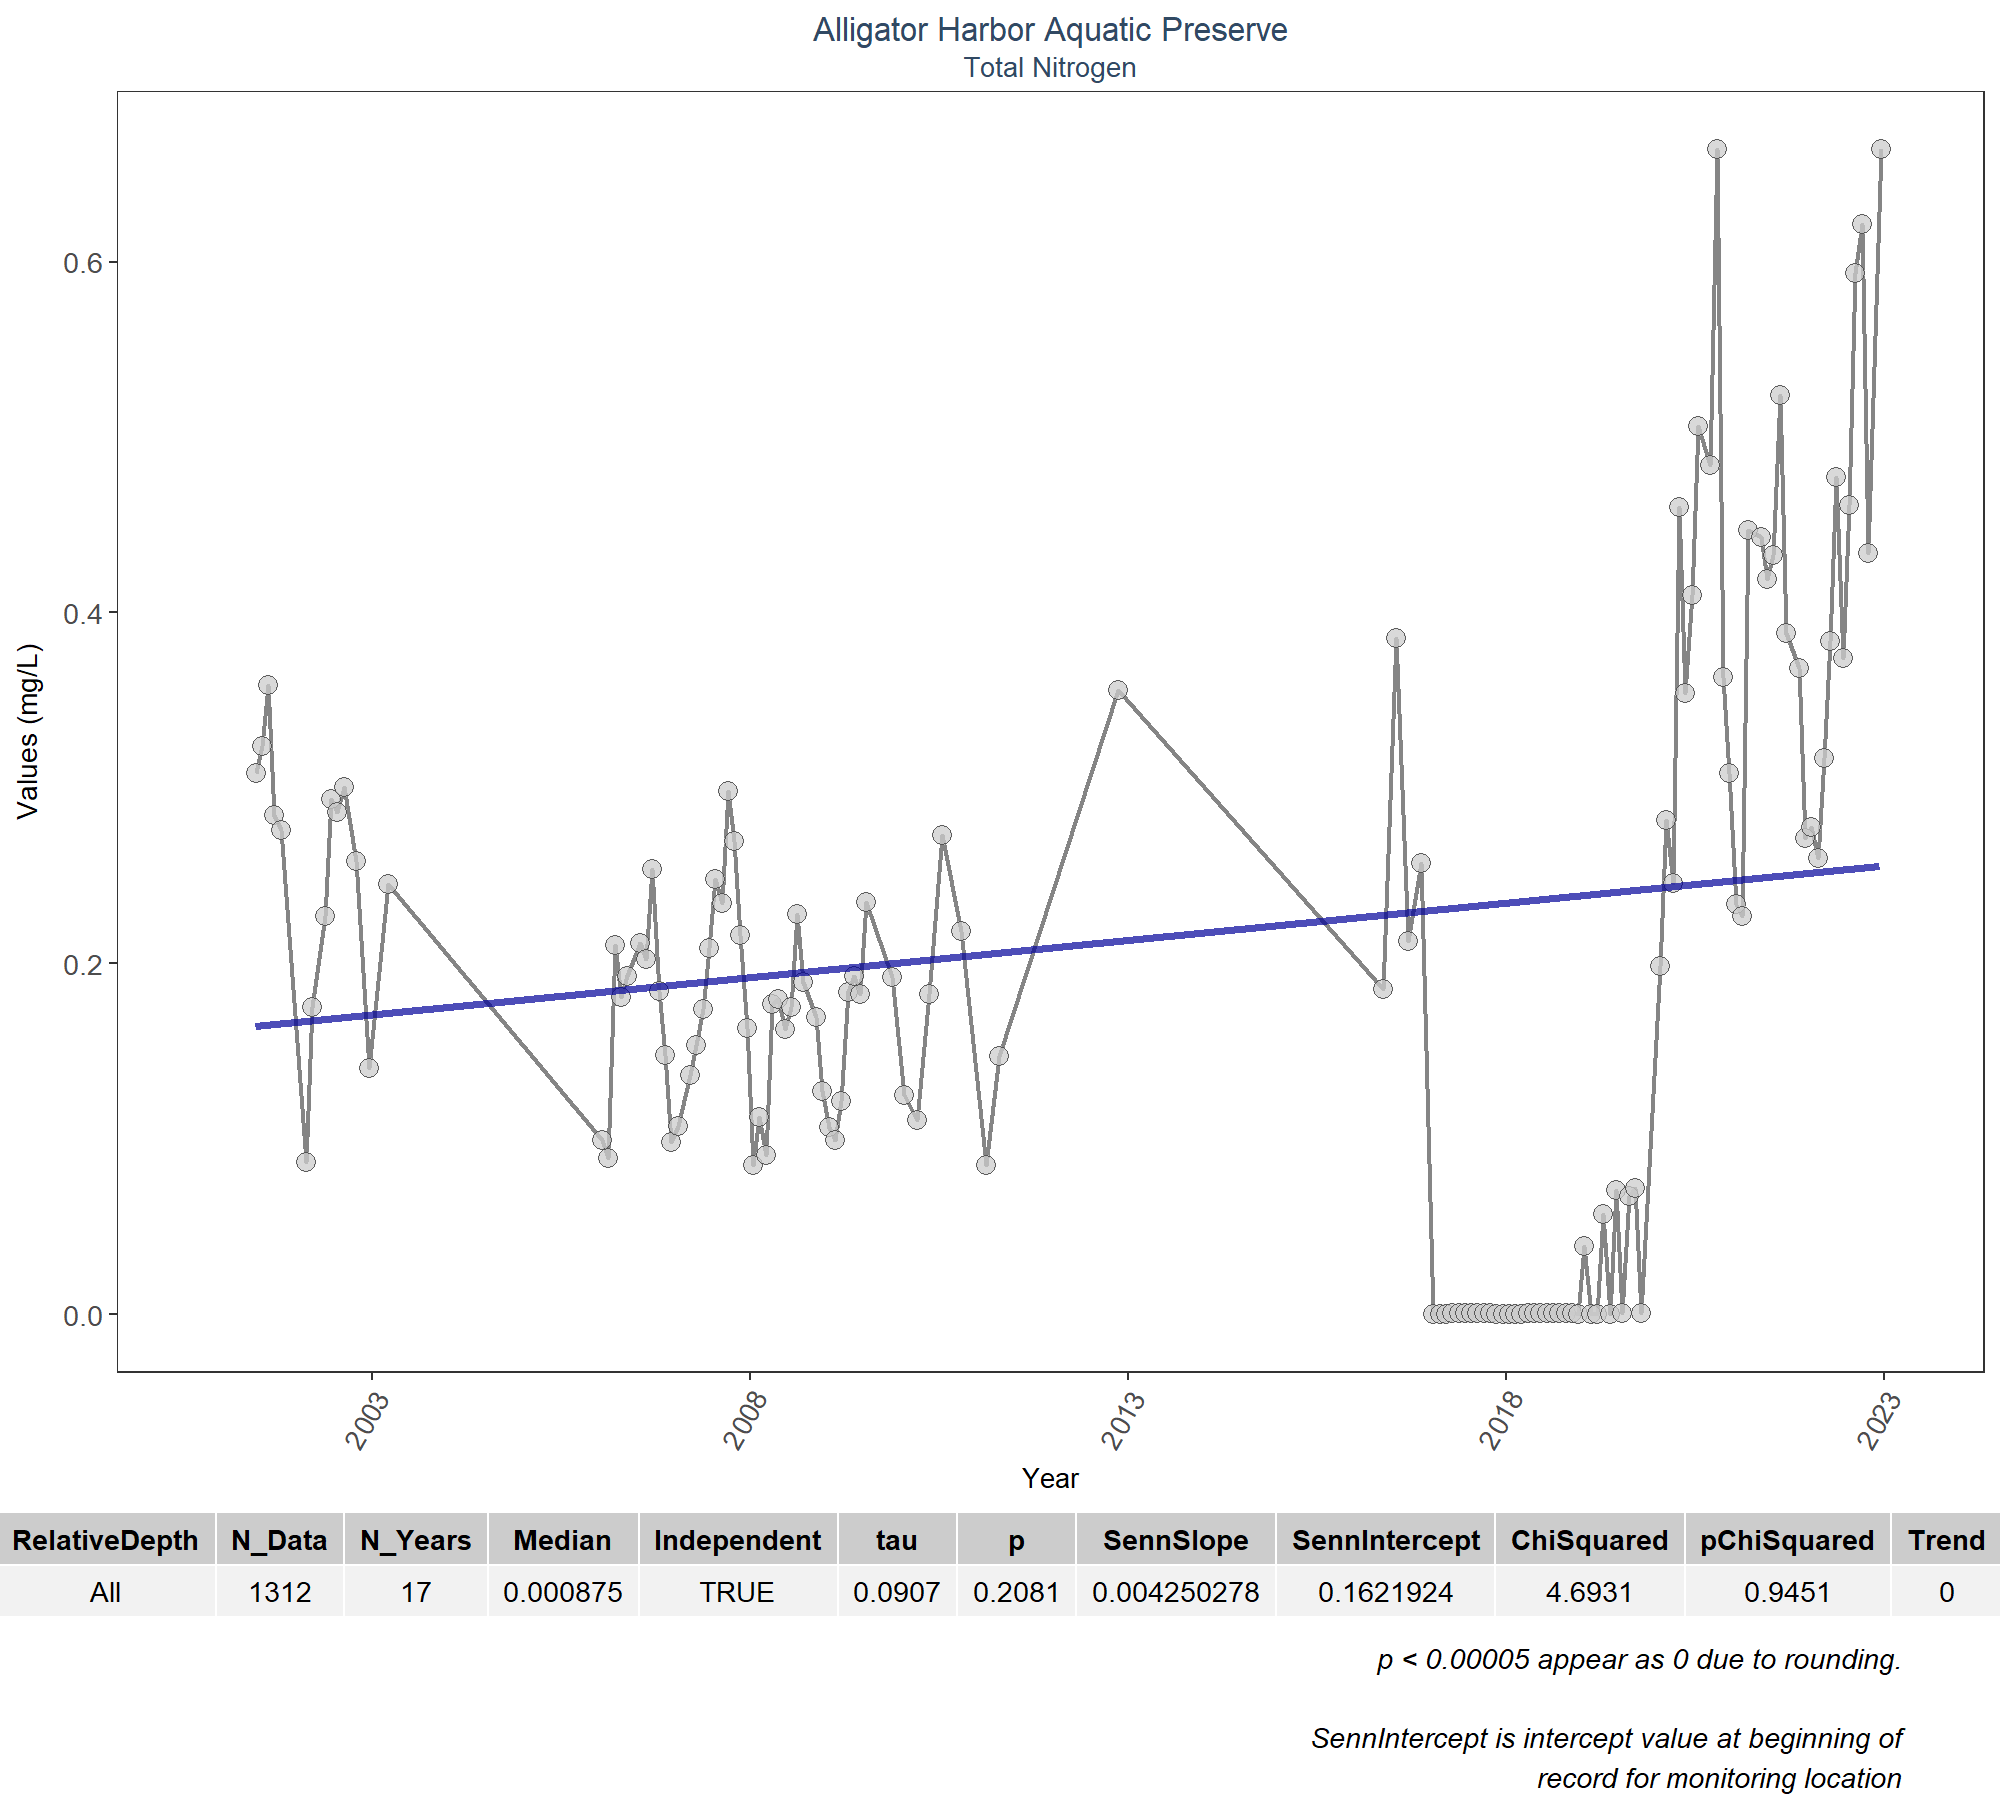 Alligator Harbor Aquatic Preserve
Total Nitrogen
Values (mg/L)
0.6
0.4
0.2
0.0
2003
2008
2013
2018
2023
Year
RelativeDepth N_Data N_Years Median Independent tau p SennSlope SennIntercept ChiSquared pChiSquared Trend
All 1312 17 0.000875 TRUE 0.0907 0.2081 0.004250278 0.1621924 4.6931 0.9451 0
p < 0.00005 appear as 0 due to rounding.
SennIntercept is intercept value at beginning of
record for monitoring location